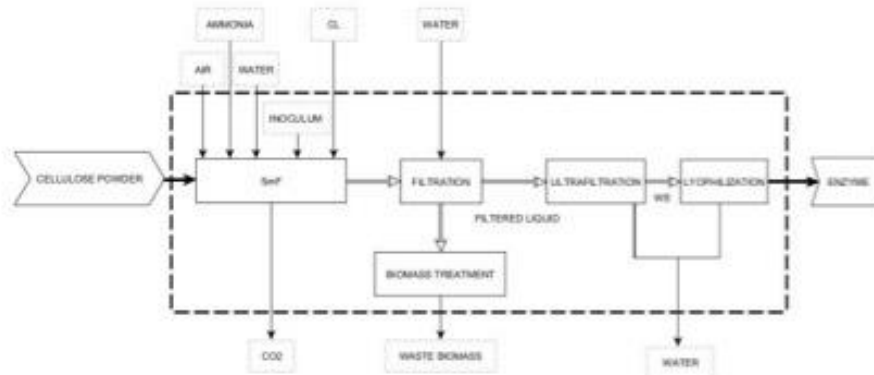 AMMONIA
CL
WATER
AIR
WATER
INOCULUM
CELLULOSE POWDER
SmF
FILTRATION
ULTRAFILTRATION
LYOPHILIZATION
ENZYME
WS
FILTERED LIQUID
BIOMASS TREATMENT
CO2
WASTE BIOMASS
WATER